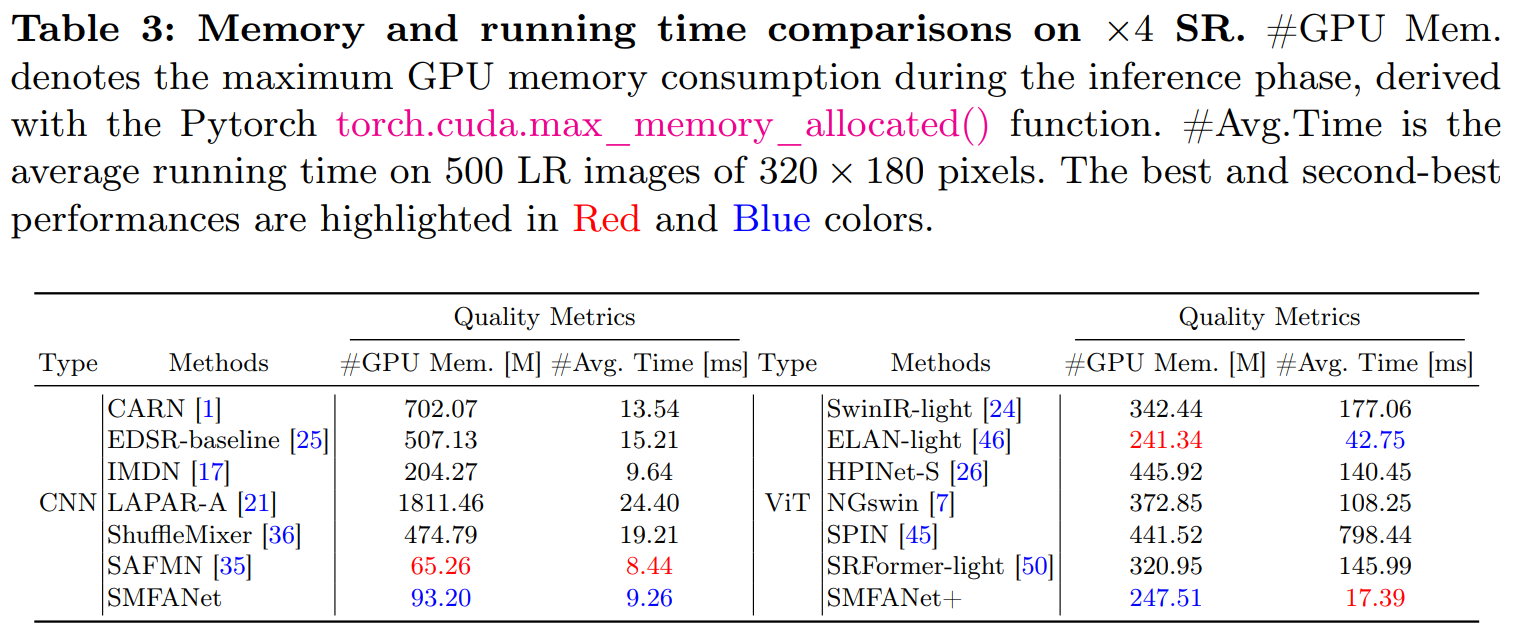 Table 3: Memory and running time comparisons on ×4 SR. #GPU Mem.
denotes the maximum GPU memory consumption during the inference phase, derived
with the Pytorch torch.cuda.max_memory_allocated() function. #Avg.Time is the
average running time on 500 LR images of 320 × 180 pixels. The best and second-best
performances are highlighted in Red and Blue colors.
Quality Metrics Quality Metrics
Type Methods #GPU Mem. [M] #Avg. Time [ms] Type Methods #GPU Mem. [M] #Avg. Time [ms]
CARN [1] 702.07 13.54 SwinIR-light [24] 342.44 177.06
EDSR-baseline [25] 507.13 15.21 ELAN-light [46] 241.34 42.75
IMDN [17] 204.27 9.64 HPINet-S [26] 445.92 140.45
CNN LAPAR-A [21] 1811.46 24.40 ViT NGswin [7] 372.85 108.25
ShuffleMixer [36] 474.79 19.21 SPIN [45] 441.52 798.44
SAFMN [35] 65.26 8.44 SRFormer-light [50] 320.95 145.99
SMFANet 93.20 9.26 SMFANet+ 247.51 17.39